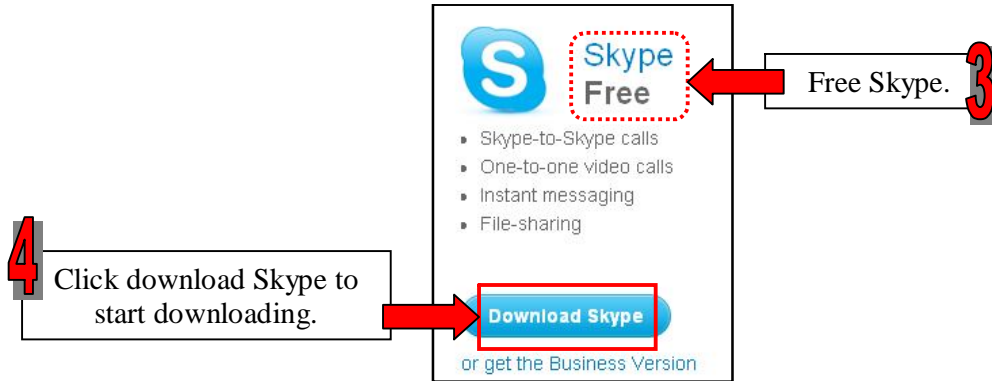 Skype
Free
Free Skype.
3
Skype-to-Skype calls
One-to-one video calls
Instant messaging
File-sharing
4
Click download Skype to
start downloading.
Download Skype
or get the Business Version